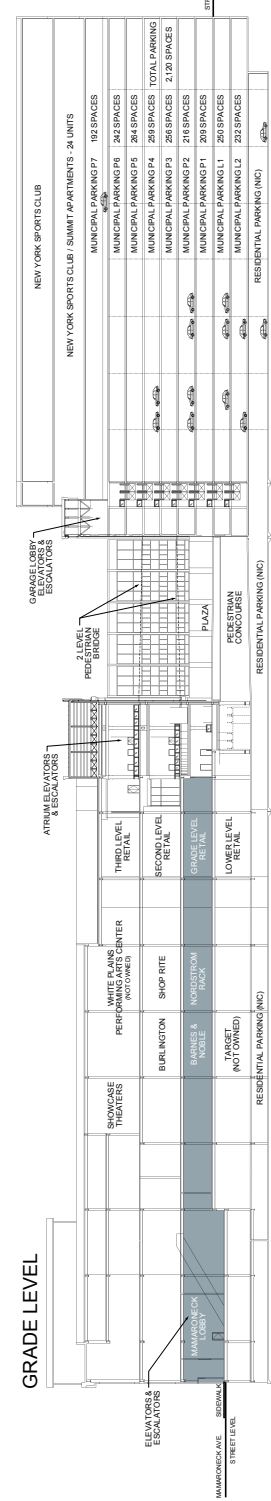 GRADE LEVEL
NEW YORK SPORTS CLUB
NEW YORK SPORTS CLUB / SUMMIT APARTMENTS - 24 UNITS
MUNICIPAL PARKING P7 192 SPACES
MUNICIPAL PARKING P6 242 SPACES
MUNICIPAL PARKING P5 264 SPACES
MUNICIPAL PARKING P4 259 SPACES
TOTAL PARKING
MUNICIPAL PARKING P3 256 SPACES
2,120 SPACES
MUNICIPAL PARKING P2 216 SPACES
MUNICIPAL PARKING P1 209 SPACES
MUNICIPAL PARKING L1 250 SPACES
MUNICIPAL PARKING L2 232 SPACES
RESIDENTIAL PARKING (NIC)
GARAGE LOBBY
ELEVATORS &
ESCALATORS
2 LEVEL
PEDESTRIAN
BRIDGE
PLAZA
PEDESTRIAN
CONCOURSE
RESIDENTIAL PARKING (NIC)
ATRIUM ELEVATORS
& ESCALATORS
THIRD LEVEL
RETAIL
SECOND LEVEL
RETAIL
GRADE LEVEL
RETAIL
LOWER LEVEL
RETAIL
WHITE PLAINS
PERFORMING ARTS CENTER
(NOT OWNED)
SHOP RITE
NORDSTROM
RACK
SHOWCASE
THEATERS
BURLINGTON
BARNES &
NOBLE
TARGET
(NOT OWNED)
RESIDENTIAL PARKING (NIC)
ELEVATORS &
ESCALATORS
MAMARONECK
LOBBY
MAMARONECK AVE. SIDEWALK
STREET LEVEL